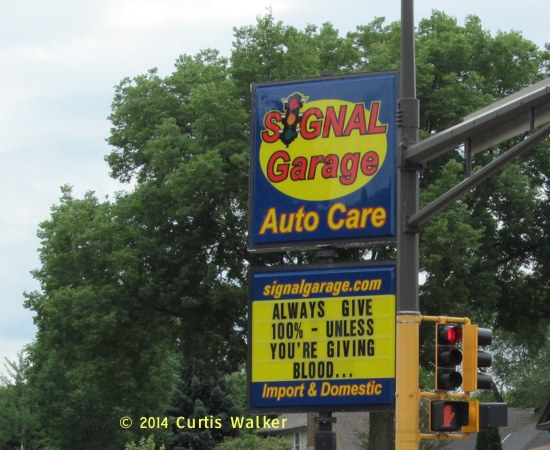 SIGNAL
Garage
Auto Care
signalgarage.com
ALWAYS GIVE
100% - UNLESS
YOU'RE GIVING
BLOOD...
Import & Domestic
© 2014 Curtis Walker